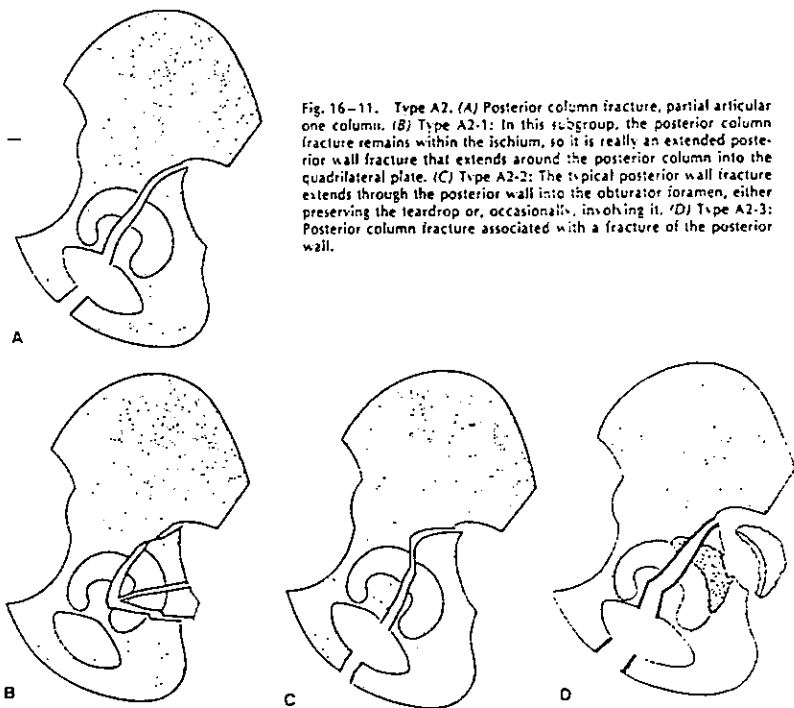 Fig. 16–11. Type A2. (A) Posterior column fracture, partial articular
one column. (B) Type A2-1: In this subgroup, the posterior column
fracture remains within the ischium, so it is really an extended poste-
rior wall fracture that extends around the posterior column into the
quadrilateral plate. (C) Type A2-2: The typical posterior wall fracture
extends through the posterior wall into the obturator foramen, either
preserving the teardrop or, occasionally, involving it. (D) Type A2-3:
Posterior column fracture associated with a fracture of the posterior
wall.
A
B
C
D